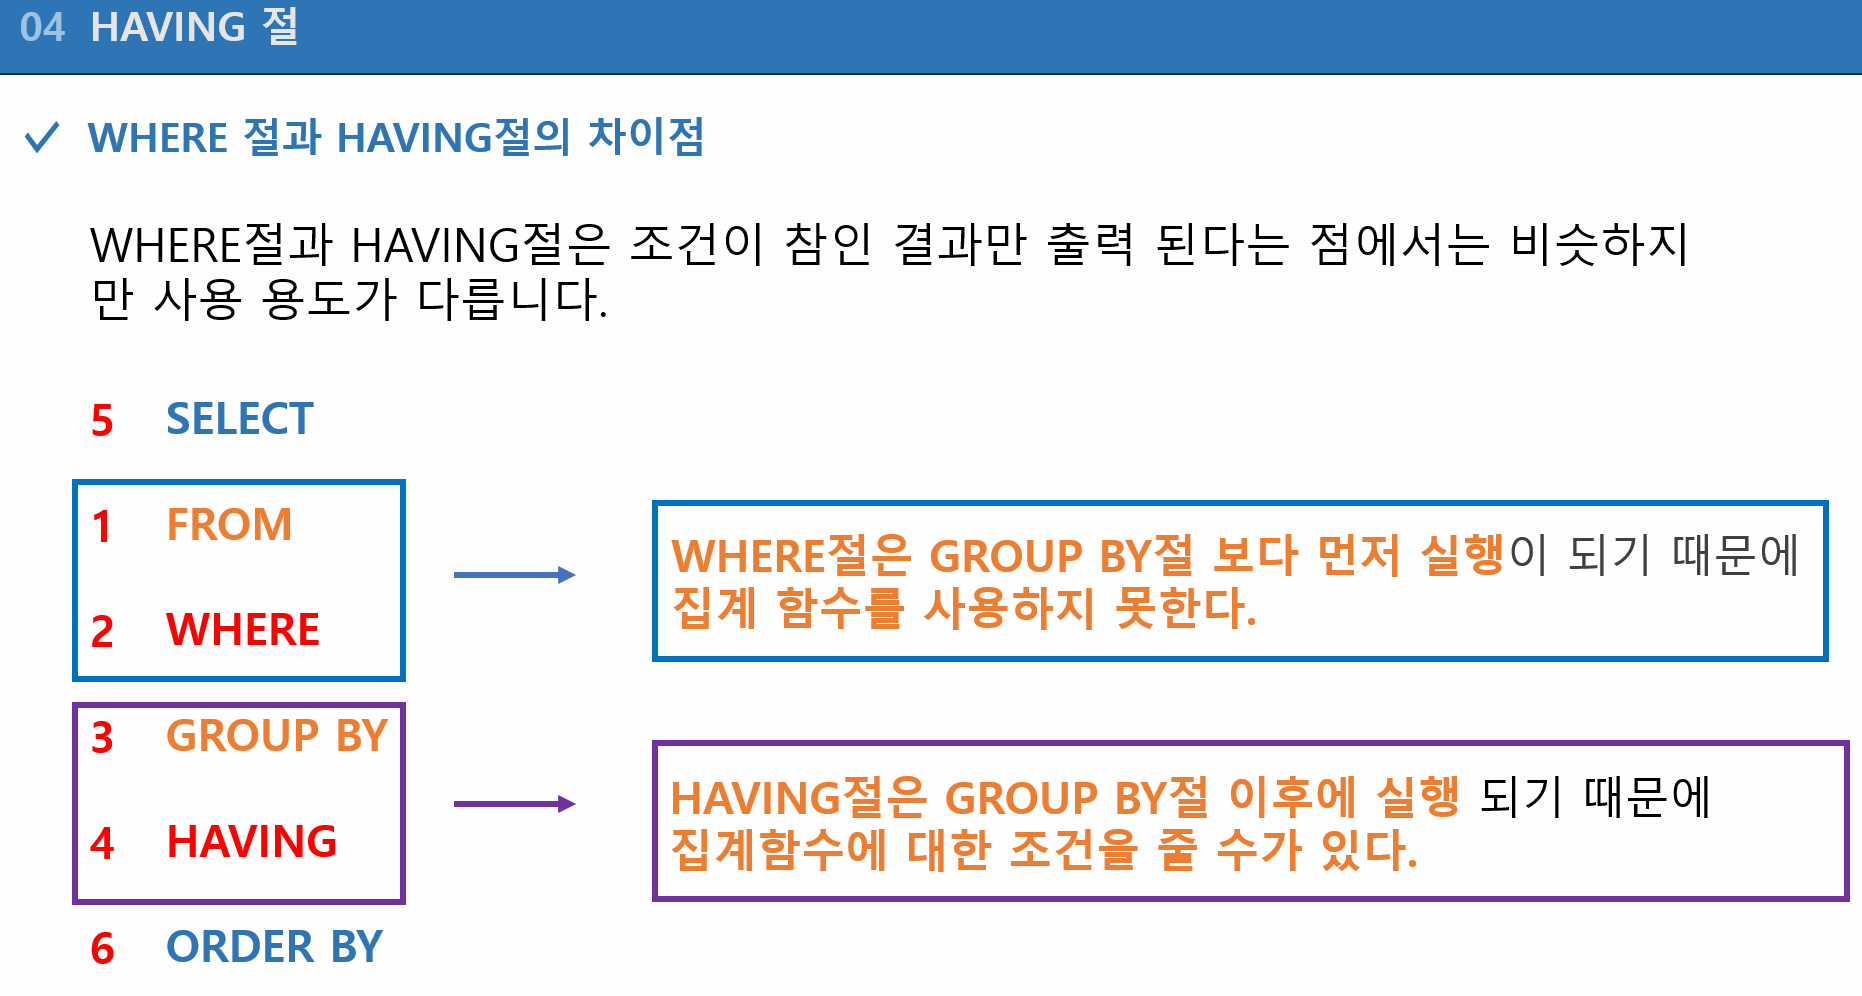 04 HAVING 절
WHERE 절과 HAVING절의 차이점
WHERE절과 HAVING절은 조건이 참인 결과만 출력 된다는 점에서는 비슷하지
만 사용 용도가 다릅니다.
5 SELECT
1 FROM
2 WHERE
WHERE절은 GROUP BY절 보다 먼저 실행이 되기 때문에
집계 함수를 사용하지 못한다.
3 GROUP BY
4 HAVING
HAVING절은 GROUP BY절 이후에 실행 되기 때문에
집계함수에 대한 조건을 줄 수가 있다.
6 ORDER BY